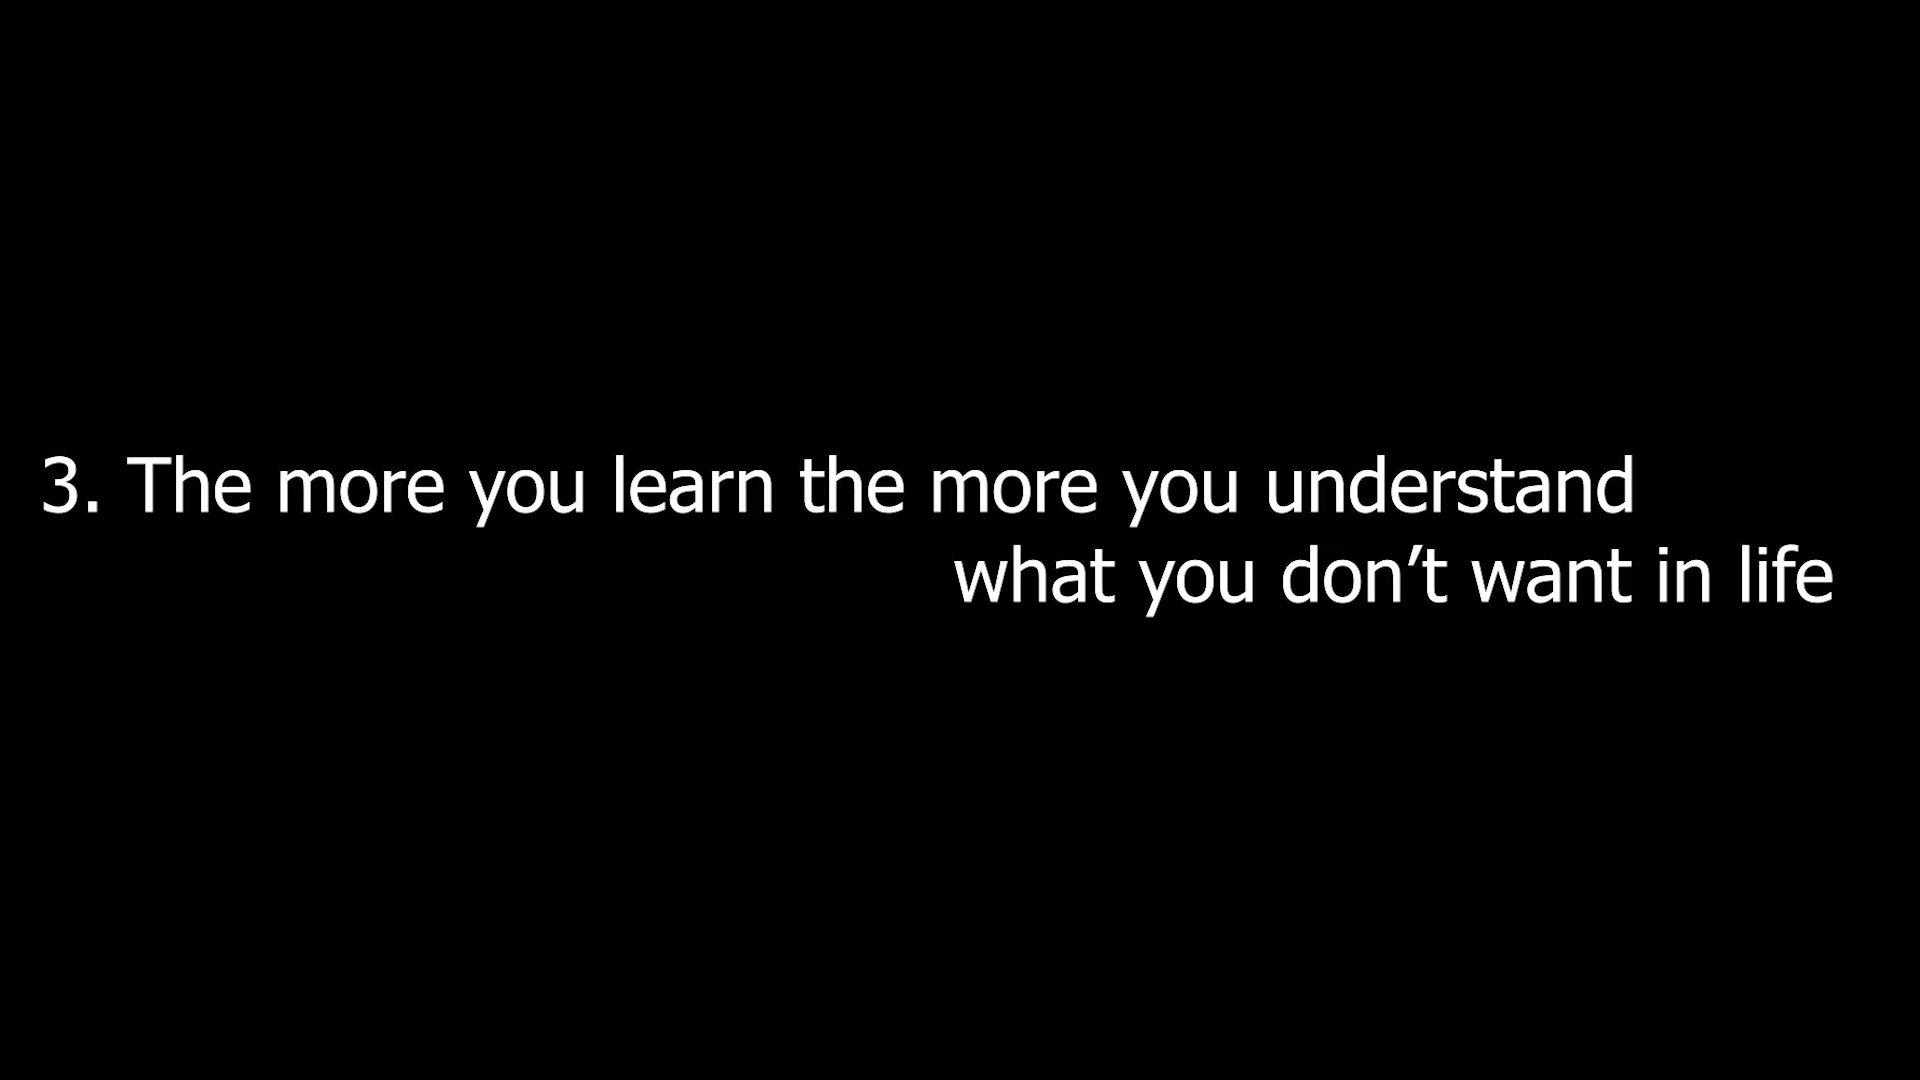 3. The more you learn the more you understand
what you don’t want in life